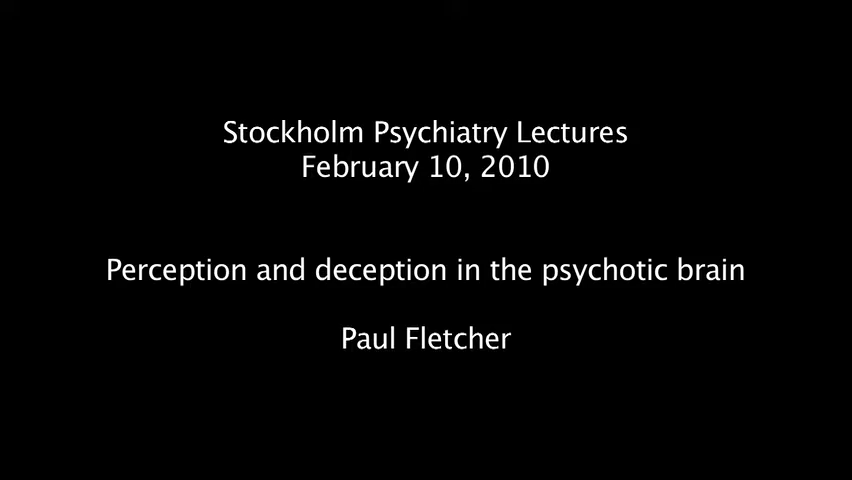 Stockholm Psychiatry Lectures
February 10, 2010
Perception and deception in the psychotic brain
Paul Fletcher